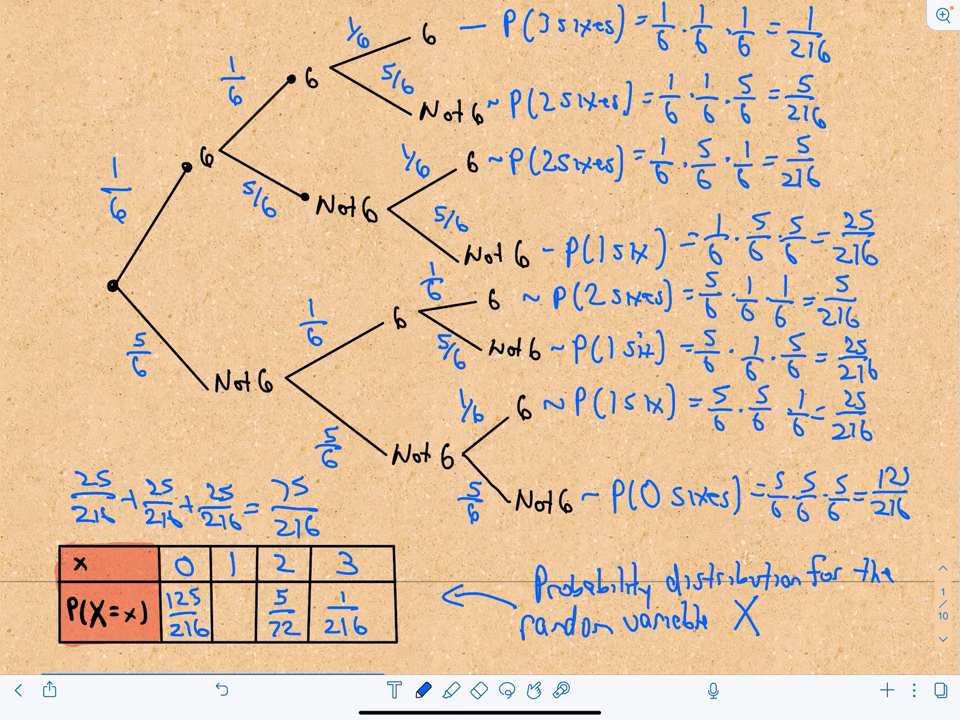 1/6 6 — P(3 sixes) = 1/6 · 1/6 · 1/6 = 1/216
1/6 6 5/6 Not 6 ~ P(2 sixes) = 1/6 · 1/6 · 5/6 = 5/216
1/6 6 1/6 6 ~ P(2 sixes) = 1/6 · 5/6 · 1/6 = 5/216
5/6 Not 6 5/6 Not 6 – P(1 six) = 1/6 · 5/6 · 5/6 = 25/216
1/6 6 1/6 6 ~ P(2 sixes) = 5/6 · 1/6 · 1/6 = 5/216
5/6 5/6 Not 6 ~ P(1 six) = 5/6 · 1/6 · 5/6 = 25/216
Not 6 1/6 6 ~ P(1 six) = 5/6 · 5/6 · 1/6 = 25/216
5/6 Not 6
5/6 Not 6 ~ P(0 sixes) = 5/6 · 5/6 · 5/6 = 125/216
25/216 + 25/216 + 25/216 = 75/216
x 0 1 2 3
P(X=x) 125/216 5/72 1/216
Probability distribution for the
random variable X
1/10
T